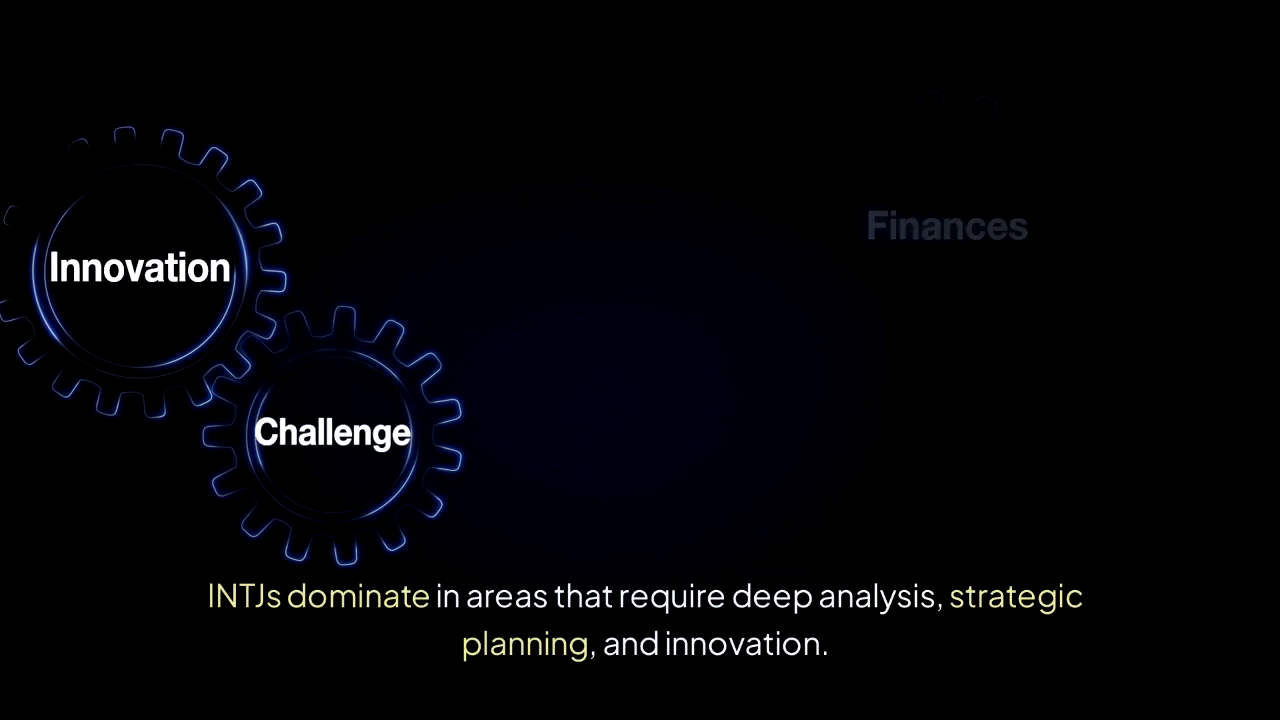 Finances
Innovation
Challenge
INTJs dominate in areas that require deep analysis, strategic
planning, and innovation.